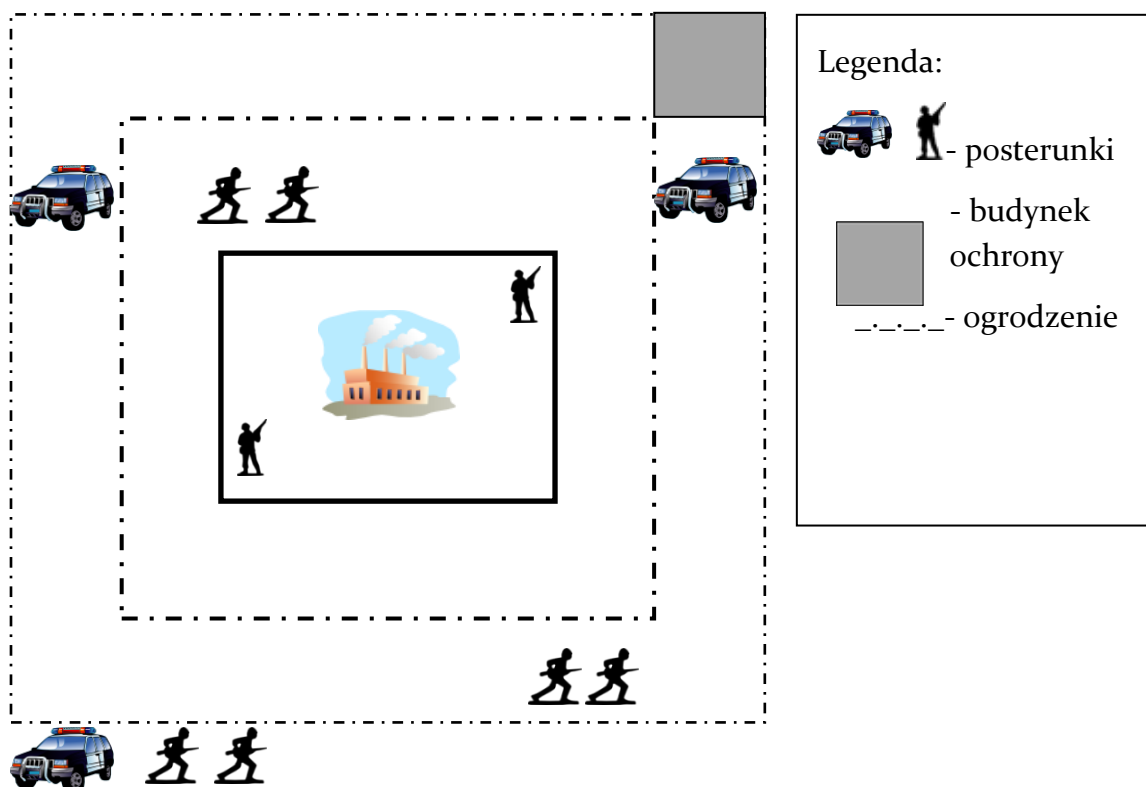 Legenda:
- posterunki
- budynek
ochrony
_._._._- ogrodzenie